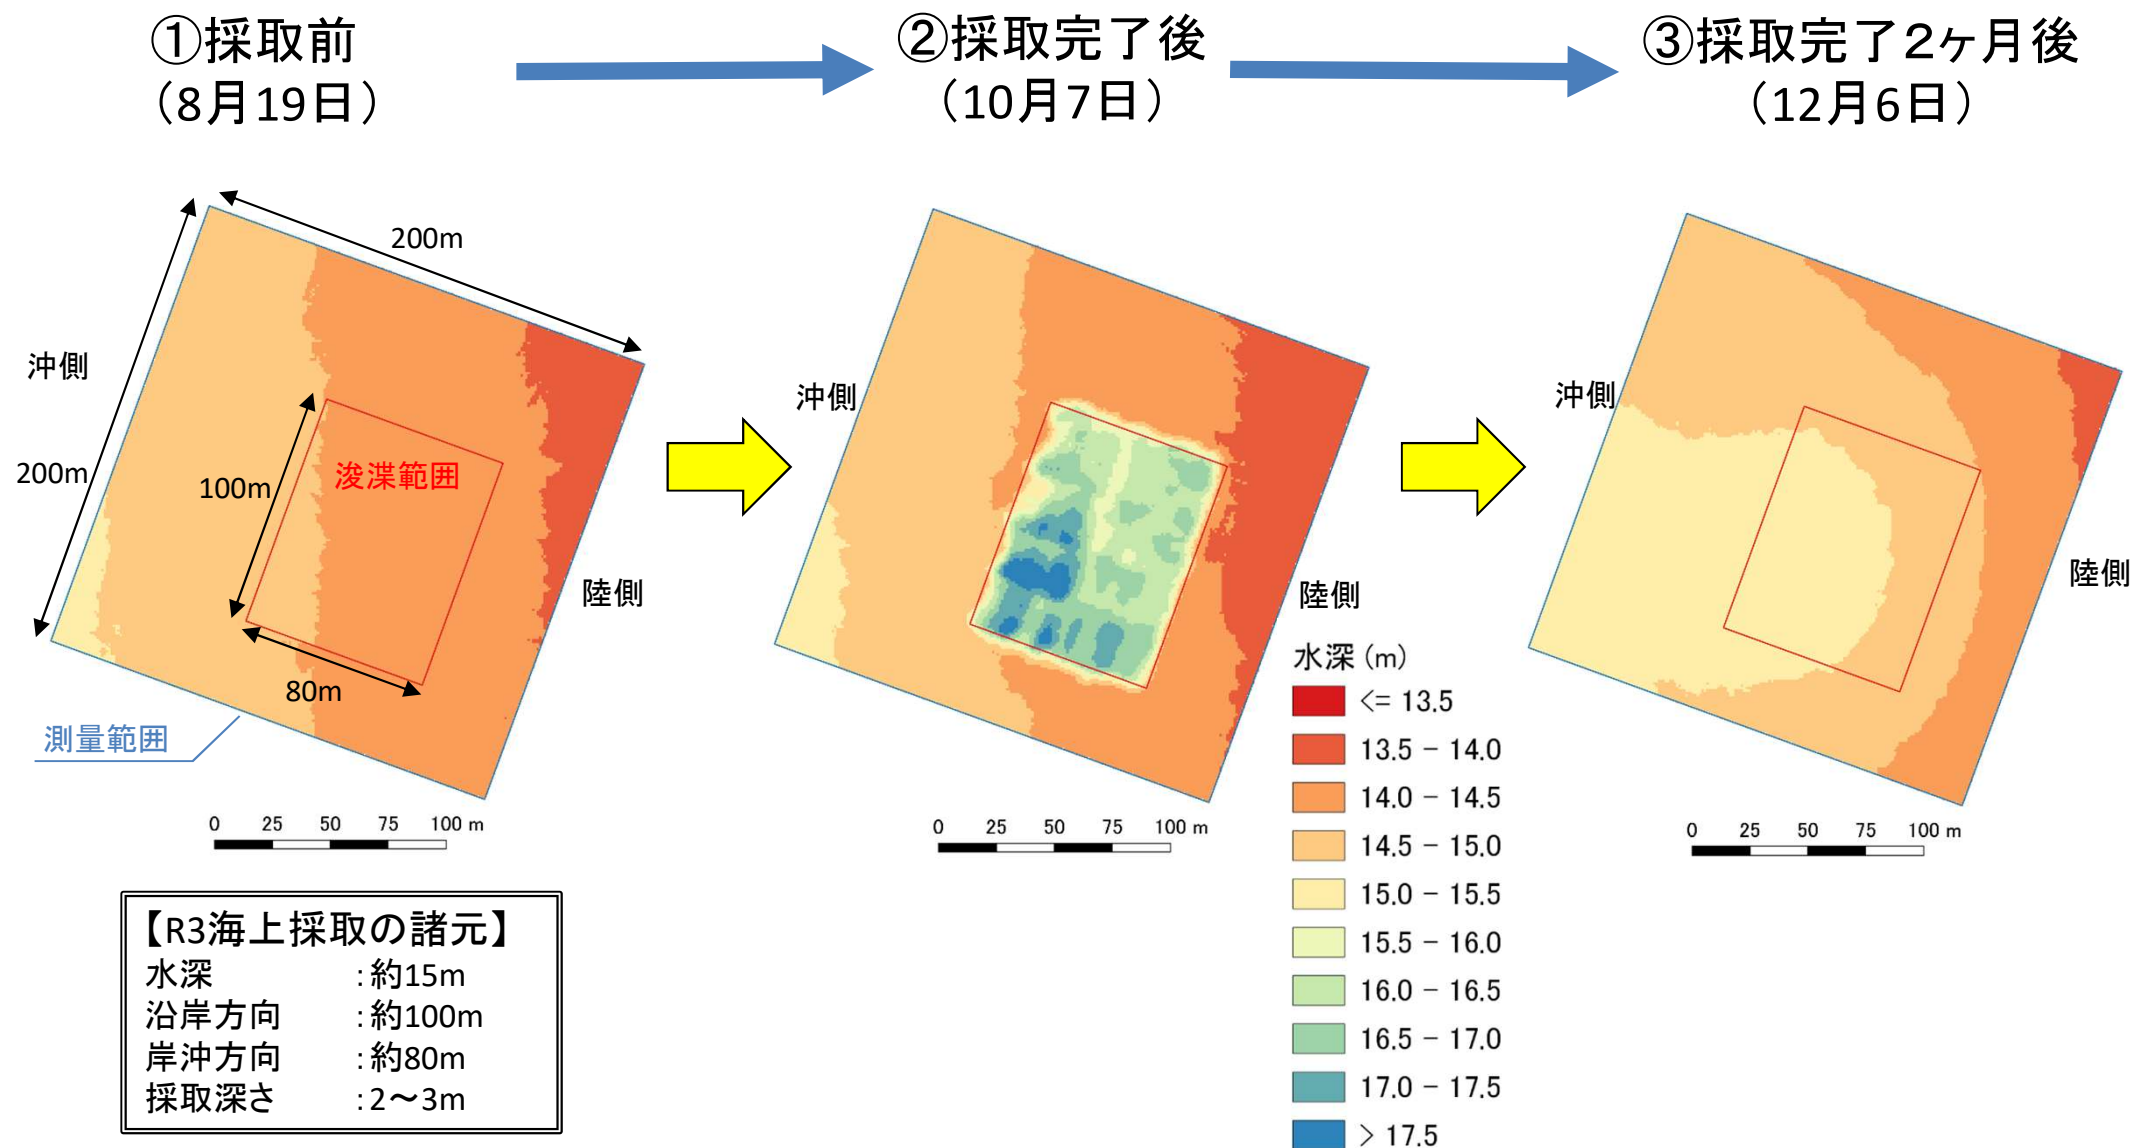 ①採取前
（8月19日）
②採取完了後
（10月7日）
③採取完了２ヶ月後
（12月6日）
200m
沖側
200m
100m
浚渫範囲
80m
陸側
測量範囲
0 25 50 75 100 m
沖側
陸側
0 25 50 75 100 m
沖側
陸側
0 25 50 75 100 m
水深 (m)
<= 13.5
13.5 - 14.0
14.0 - 14.5
14.5 - 15.0
15.0 - 15.5
15.5 - 16.0
16.0 - 16.5
16.5 - 17.0
17.0 - 17.5
> 17.5
【R3海上採取の諸元】
水深 ：約15m
沿岸方向 ：約100m
岸沖方向 ：約80m
採取深さ ：2～3m